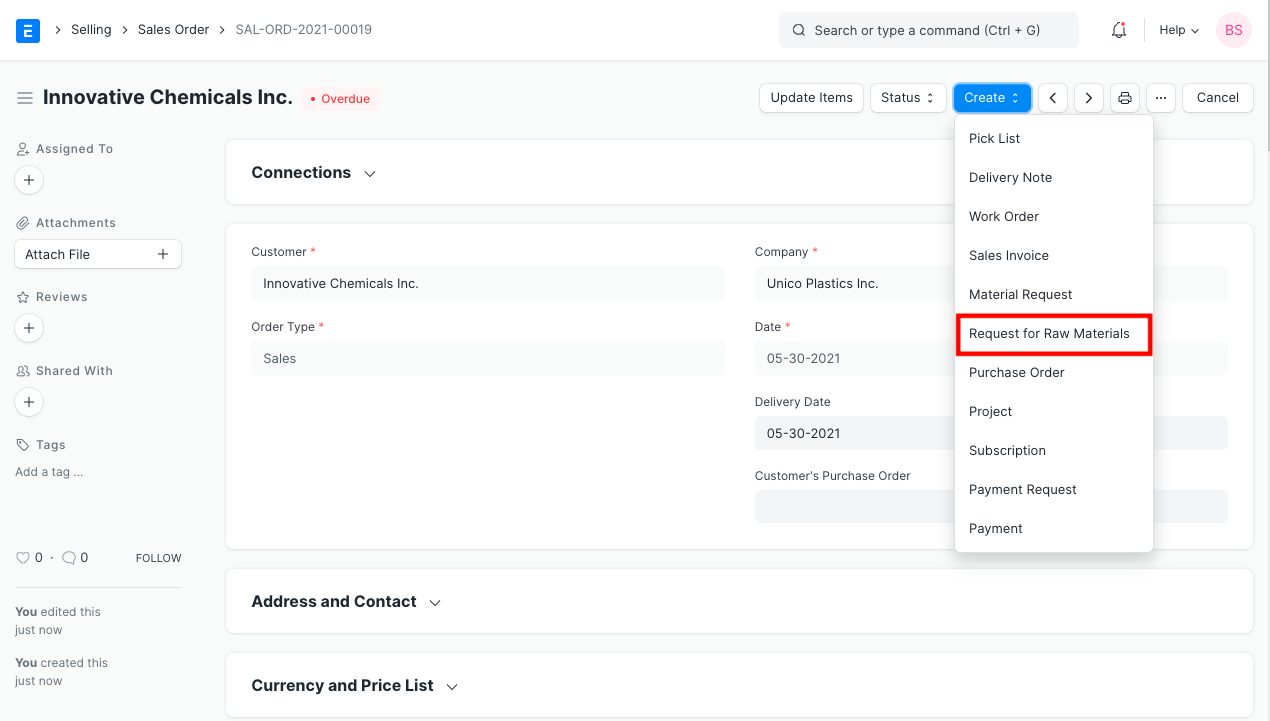 E
Selling
Sales Order
SAL-ORD-2021-00019
Search or type a command (Ctrl + G)
Help
BS
Innovative Chemicals Inc.
• Overdue
Update Items
Status
Create
...
Cancel
Assigned To
+
Attachments
Attach File +
Reviews
+
Shared With
+
Tags
Add a tag ...
0 · 0 FOLLOW
You edited this
just now
You created this
just now
Connections
Customer *
Innovative Chemicals Inc.
Order Type *
Sales
Company *
Unico Plastics Inc.
Date *
05-30-2021
Delivery Date
05-30-2021
Customer's Purchase Order
Pick List
Delivery Note
Work Order
Sales Invoice
Material Request
Request for Raw Materials
Purchase Order
Project
Subscription
Payment Request
Payment
Address and Contact
Currency and Price List